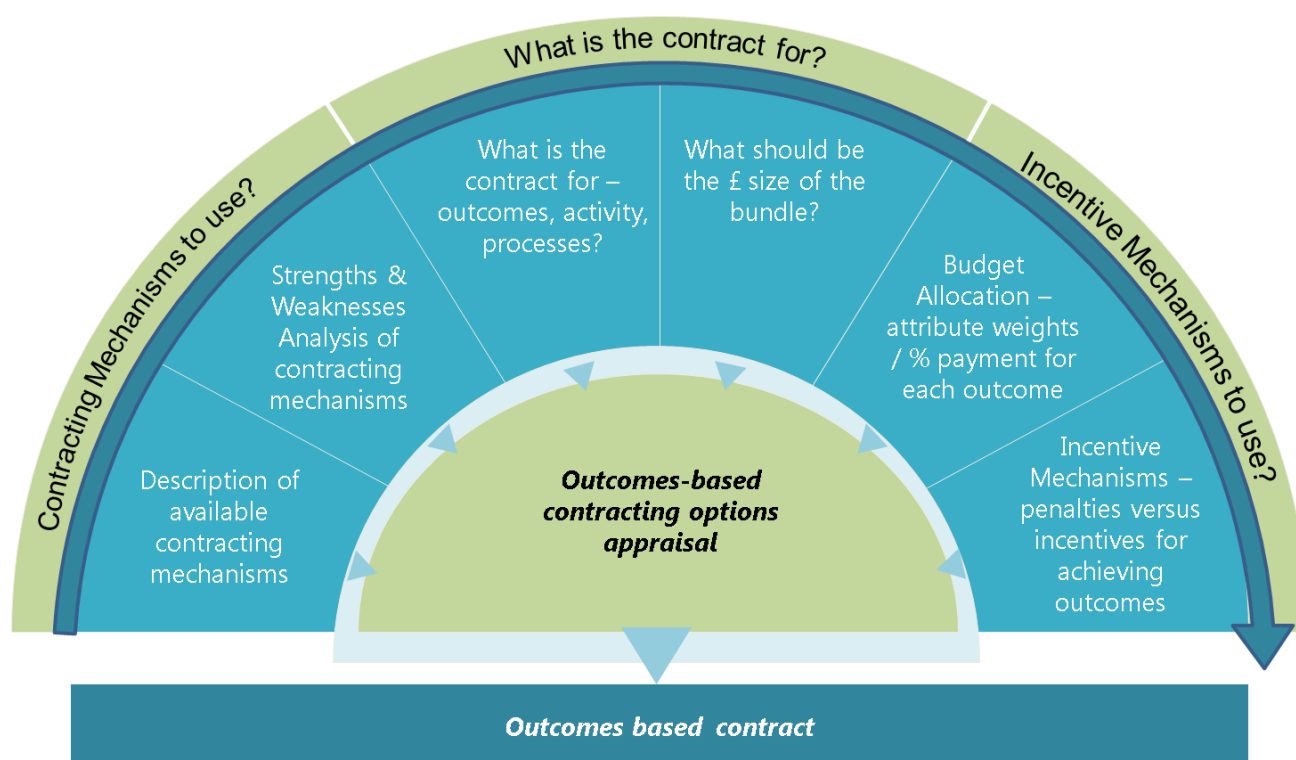 Contracting Mechanisms to use?
What is the contract for?
Incentive Mechanisms to use?
Description of
available
contracting
mechanisms
Strengths &
Weaknesses
Analysis of
contracting
mechanisms
What is the
contract for –
outcomes, activity,
processes?
What should be
the £ size of the
bundle?
Budget
Allocation –
attribute weights
/ % payment for
each outcome
Incentive
Mechanisms –
penalties versus
incentives for
achieving
outcomes
Outcomes-based
contracting options
appraisal
Outcomes based contract